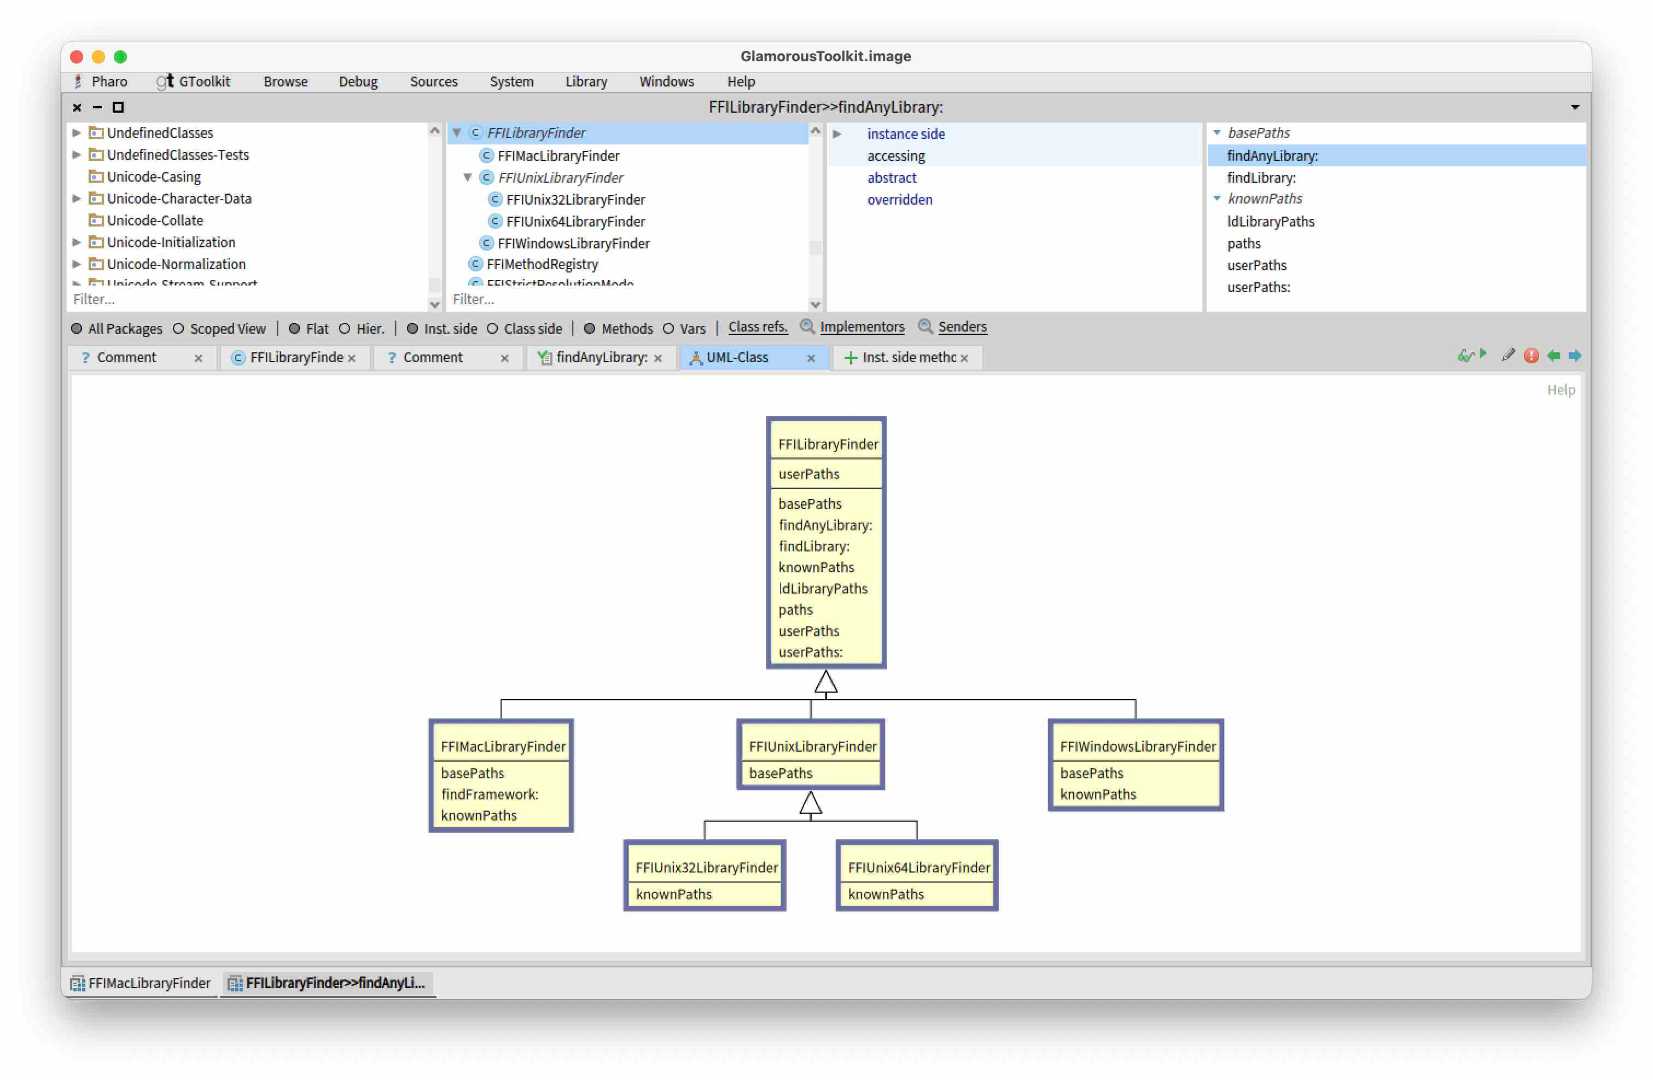 GlamorousToolkit.image
Pharo gt GToolkit Browse Debug Sources System Library Windows Help
FFILibraryFinder>>findAnyLibrary:
UndefinedClasses
UndefinedClasses-Tests
Unicode-Casing
Unicode-Character-Data
Unicode-Collate
Unicode-Initialization
Unicode-Normalization
Unicode-Stream-Support
Filter...
FFILibraryFinder
FFIMacLibraryFinder
FFIUnixLibraryFinder
FFIUnix32LibraryFinder
FFIUnix64LibraryFinder
FFIWindowsLibraryFinder
FFIMethodRegistry
FFIStrictResolutionMode
Filter...
instance side
accessing
abstract
overridden
basePaths
findAnyLibrary:
findLibrary:
knownPaths
ldLibraryPaths
paths
userPaths
userPaths:
All Packages Scoped View | Flat Hier. | Inst. side Class side | Methods Vars | Class refs. Implementors Senders
? Comment × C FFILibraryFinde × ? Comment × findAnyLibrary: × UML-Class × Inst. side methc ×
Help
FFILibraryFinder
userPaths
basePaths
findAnyLibrary:
findLibrary:
knownPaths
ldLibraryPaths
paths
userPaths
userPaths:
FFIMacLibraryFinder
basePaths
findFramework:
knownPaths
FFIUnixLibraryFinder
basePaths
FFIWindowsLibraryFinder
basePaths
knownPaths
FFIUnix32LibraryFinder
knownPaths
FFIUnix64LibraryFinder
knownPaths
FFIMacLibraryFinder FFILibraryFinder>>findAnyLi...